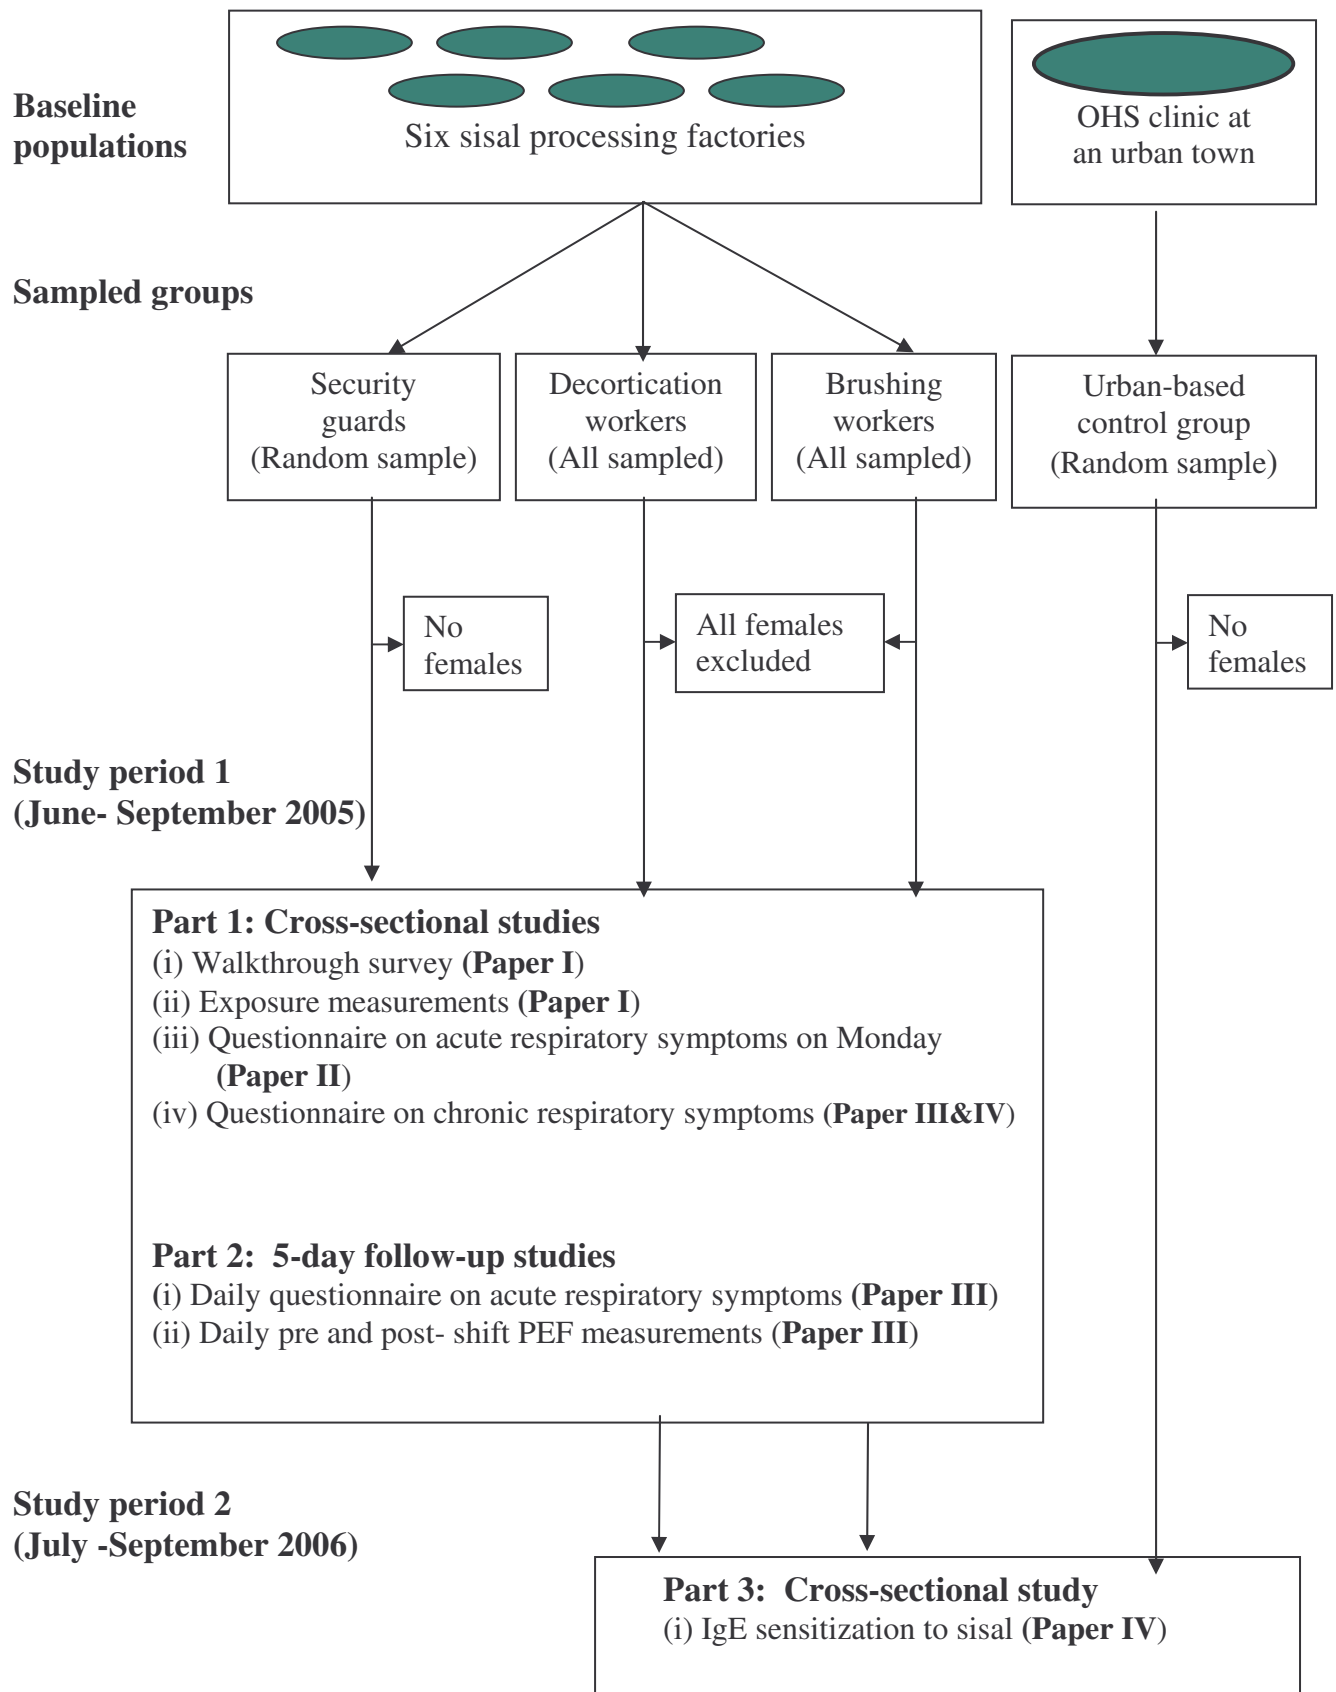 Baseline
populations
Six sisal processing factories
OHS clinic at
an urban town
Sampled groups
Security
guards
(Random sample)
Decortication
workers
(All sampled)
Brushing
workers
(All sampled)
Urban-based
control group
(Random sample)
No
females
All females
excluded
No
females
Study period 1
(June- September 2005)
Part 1: Cross-sectional studies
(i) Walkthrough survey (Paper I)
(ii) Exposure measurements (Paper I)
(iii) Questionnaire on acute respiratory symptoms on Monday
(Paper II)
(iv) Questionnaire on chronic respiratory symptoms (Paper III&IV)
Part 2: 5-day follow-up studies
(i) Daily questionnaire on acute respiratory symptoms (Paper III)
(ii) Daily pre and post- shift PEF measurements (Paper III)
Study period 2
(July -September 2006)
Part 3: Cross-sectional study
(i) IgE sensitization to sisal (Paper IV)